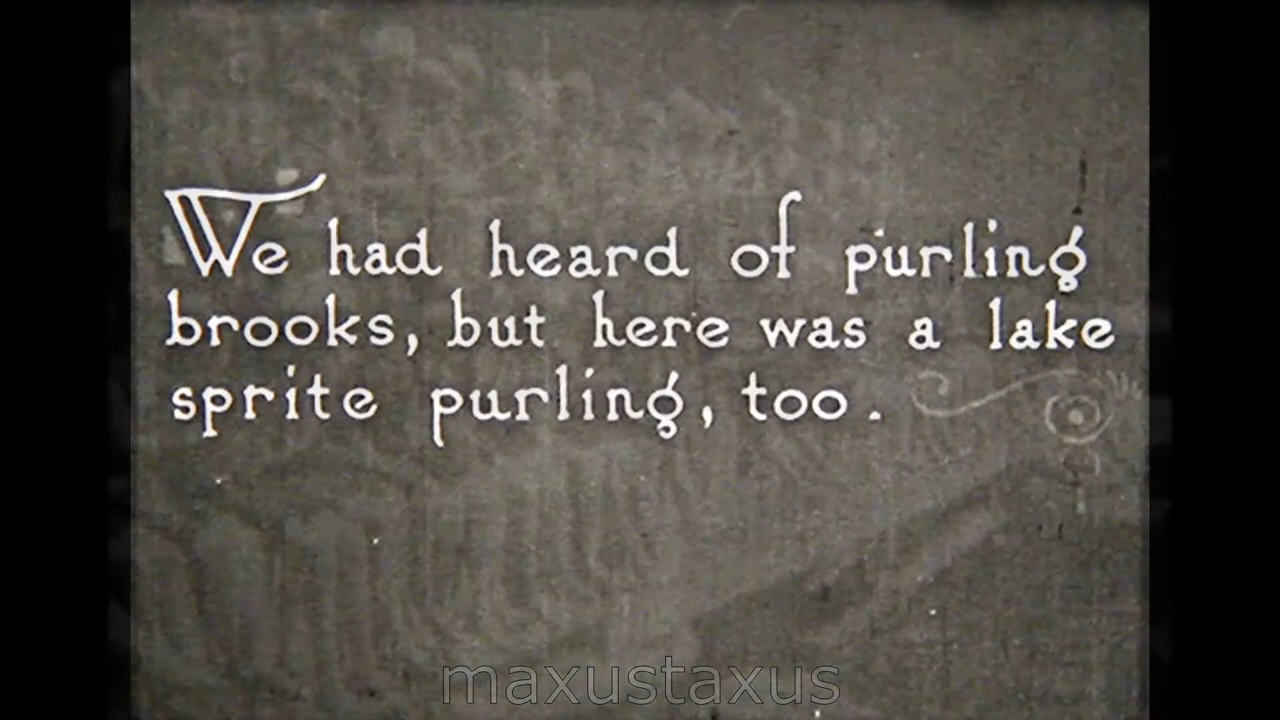 We had heard of purling
brooks, but here was a lake
sprite purling, too.
maxustaxus